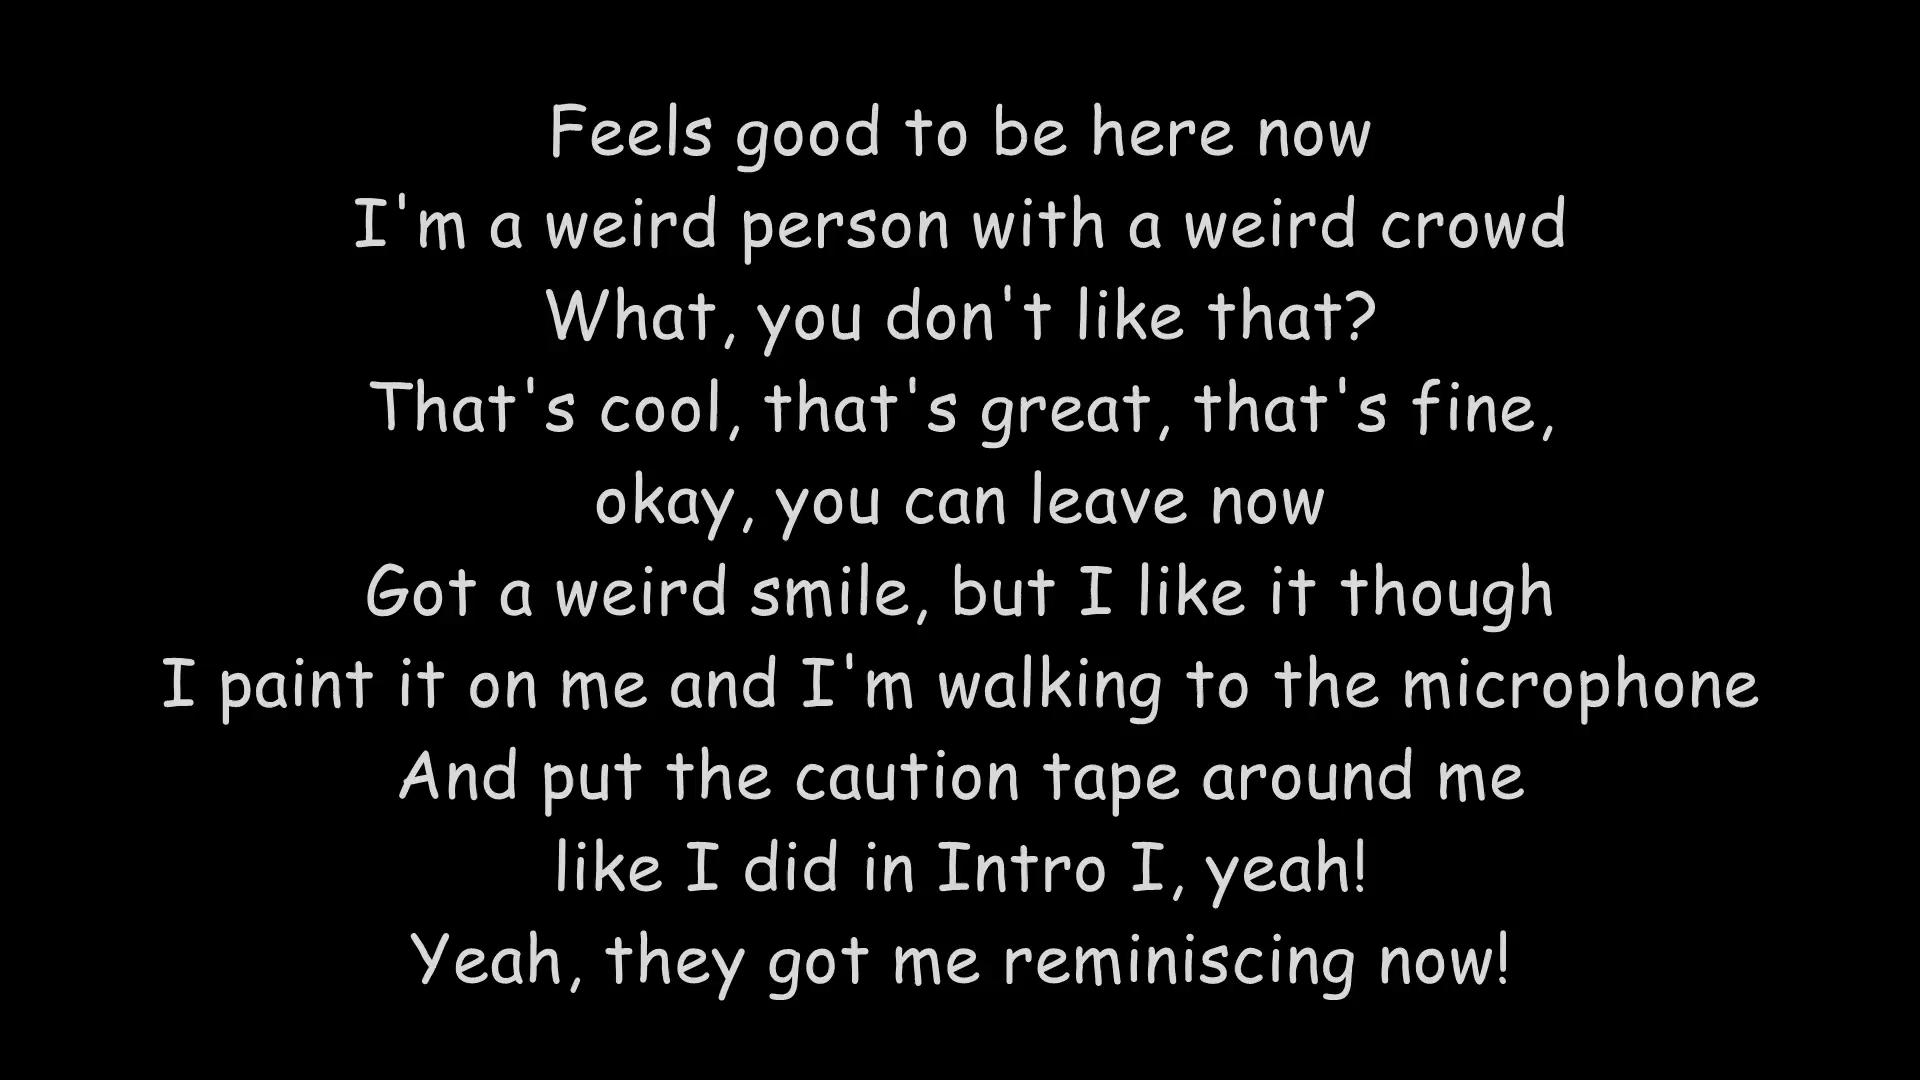 Feels good to be here now
I'm a weird person with a weird crowd
What, you don't like that?
That's cool, that's great, that's fine,
okay, you can leave now
Got a weird smile, but I like it though
I paint it on me and I'm walking to the microphone
And put the caution tape around me
like I did in Intro I, yeah!
Yeah, they got me reminiscing now!